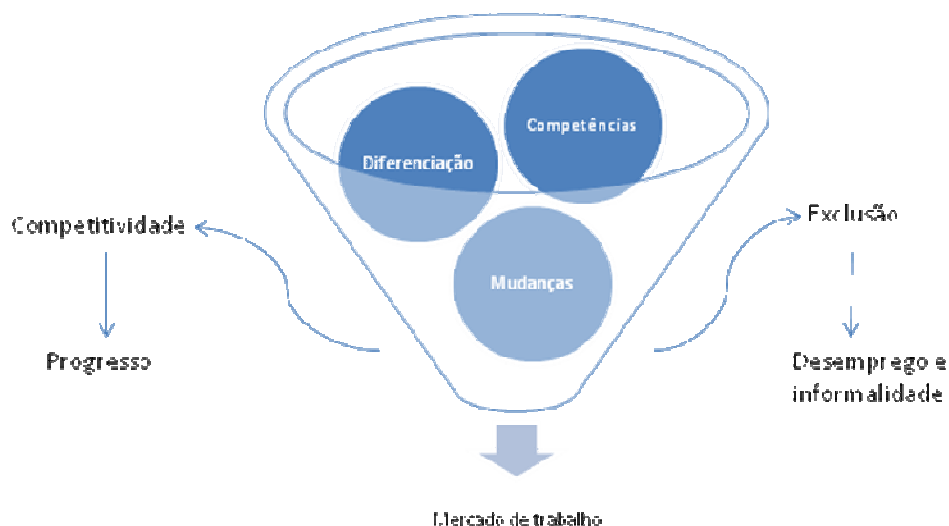 Competências
Diferenciação
Exclusão
Competitividade
Mudanças
Progresso
Desemprego e
informalidade
Mercado de trabalho